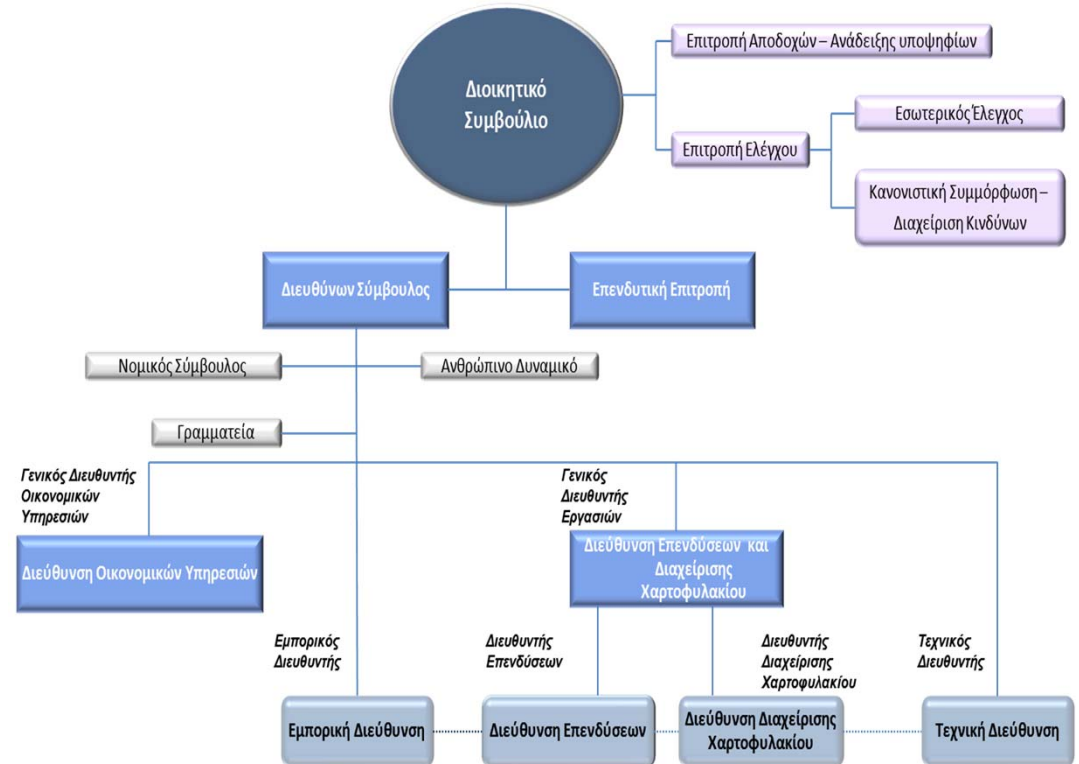 Διοικητικό
Συμβούλιο
Επιτροπή Αποδοχών – Ανάδειξης υποψηφίων
Επιτροπή Ελέγχου
Εσωτερικός Έλεγχος
Κανονιστική Συμμόρφωση –
Διαχείριση Κινδύνων
Διευθύνων Σύμβουλος
Επενδυτική Επιτροπή
Νομικός Σύμβουλος
Ανθρώπινο Δυναμικό
Γραμματεία
Γενικός Διευθυντής
Οικονομικών
Υπηρεσιών
Διεύθυνση Οικονομικών Υπηρεσιών
Γενικός
Διευθυντής
Εργασιών
Διεύθυνση Επενδύσεων και
Διαχείρισης
Χαρτοφυλακίου
Εμπορικός
Διευθυντής
Διευθυντής
Επενδύσεων
Διευθυντής
Διαχείρισης
Χαρτοφυλακίου
Τεχνικός
Διευθυντής
Εμπορική Διεύθυνση
Διεύθυνση Επενδύσεων
Διεύθυνση Διαχείρισης
Χαρτοφυλακίου
Τεχνική Διεύθυνση